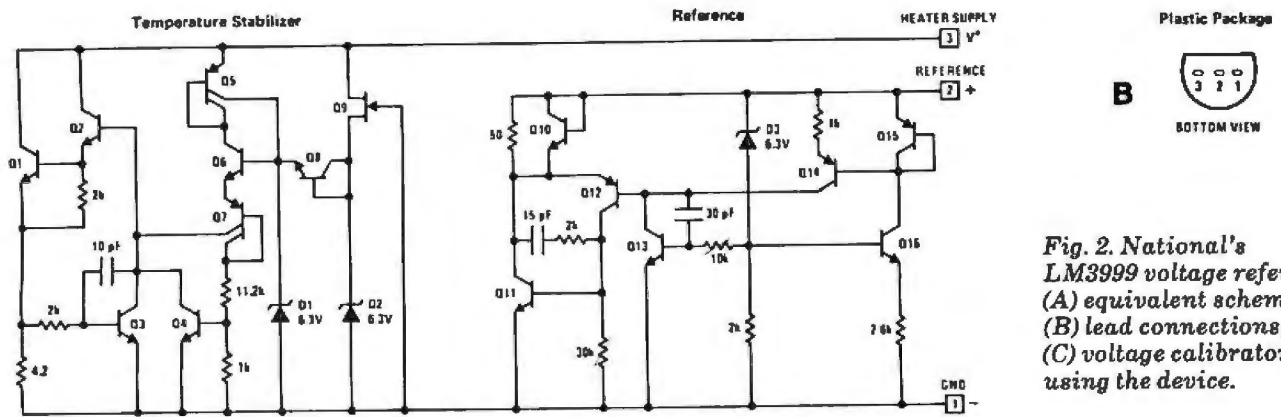 Temperature Stabilizer
Reference
HEATER SUPPLY
3 V+
REFERENCE
2 +
GND
1 -
Q1
Q2
2k
10 pF
2k
4.2
Q3
Q4
Q5
Q6
Q7
11.2k
1k
Q8
Q9
D1
6.3V
D2
6.3V
50
Q10
Q12
15 pF
2k
Q11
30k
Q13
30 pF
10k
D3
6.3V
2k
1k
Q14
Q15
Q16
2.6k
Plastic Package
B
3 2 1
BOTTOM VIEW
Fig. 2. National's
LM3999 voltage refer
(A) equivalent schem
(B) lead connections
(C) voltage calibrator
using the device.